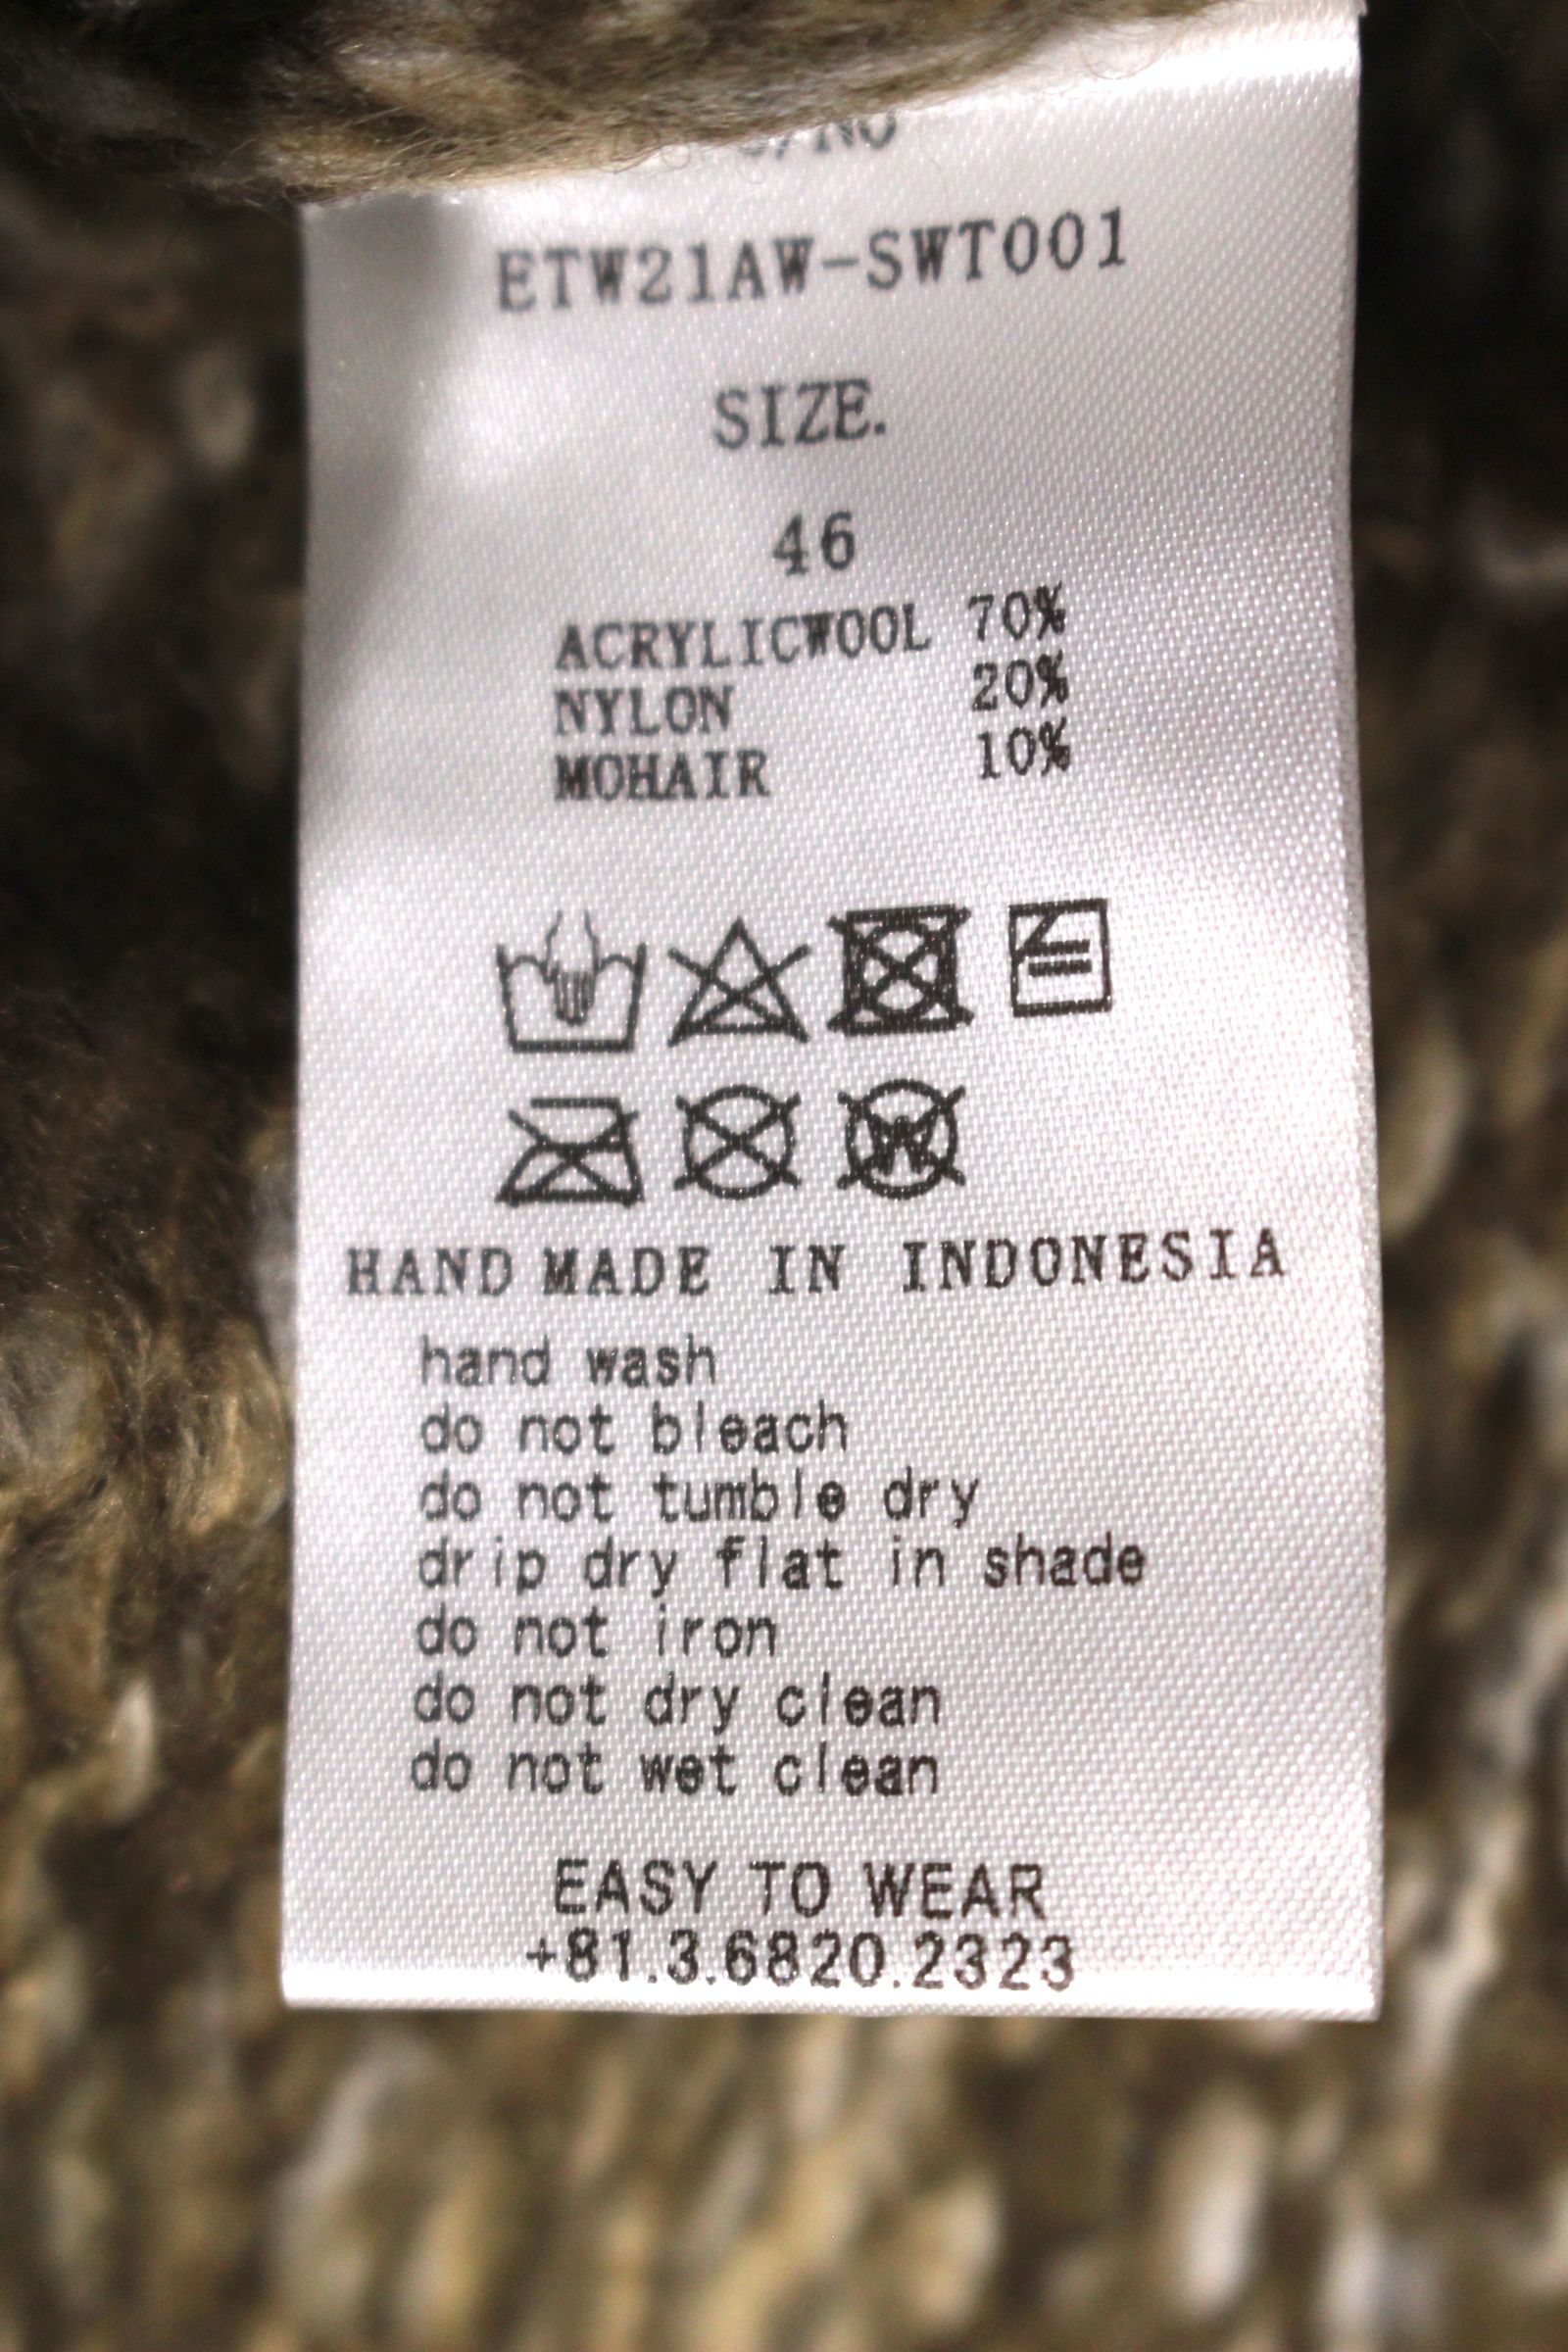 ETW21AW-SWT001
SIZE.
46
ACRYLICWOOL 70%
NYLON 20%
MOHAIR 10%
W
HAND MADE IN INDONESIA
hand wash
do not bleach
do not tumble dry
drip dry flat in shade
do not iron
do not dry clean
do not wet clean
EASY TO WEAR
+81.3.6820.2323